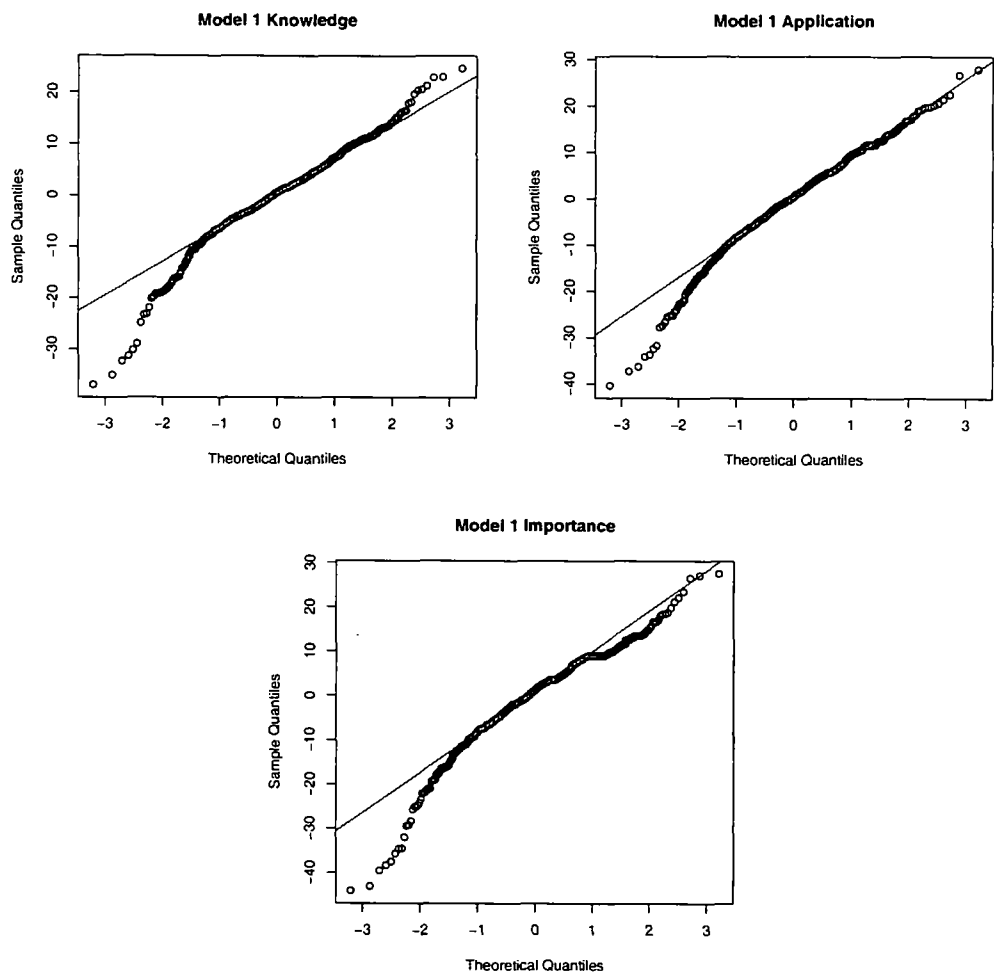 Model 1 Knowledge
Sample Quantiles
20
10
0
−10
−20
−30
−3 −2 −1 0 1 2 3
Theoretical Quantiles
Model 1 Application
Sample Quantiles
30
20
10
0
−10
−20
−30
−40
−3 −2 −1 0 1 2 3
Theoretical Quantiles
Model 1 Importance
Sample Quantiles
30
20
10
0
−10
−20
−30
−40
−3 −2 −1 0 1 2 3
Theoretical Quantiles